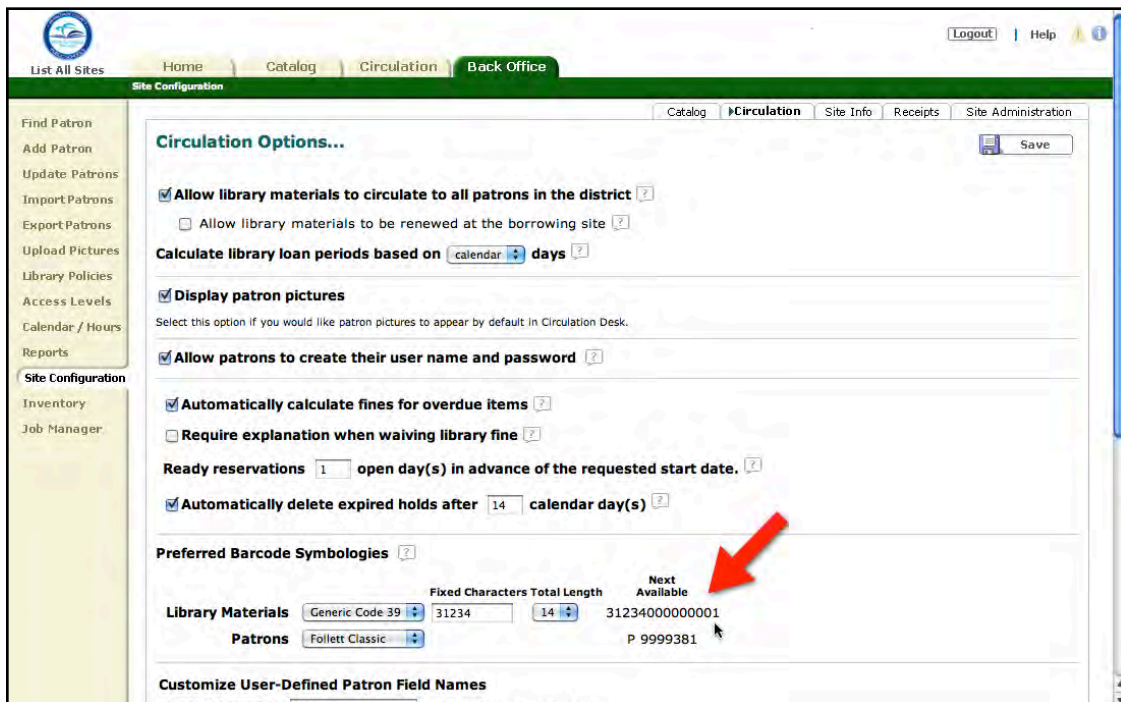 Logout | Help
List All Sites
Home
Catalog
Circulation
Back Office
Site Configuration
Catalog
Circulation
Site Info
Receipts
Site Administration
Find Patron
Add Patron
Update Patrons
Import Patrons
Export Patrons
Upload Pictures
Library Policies
Access Levels
Calendar / Hours
Reports
Site Configuration
Inventory
Job Manager
Circulation Options...
Save
Allow library materials to circulate to all patrons in the district ?
Allow library materials to be renewed at the borrowing site ?
Calculate library loan periods based on calendar days ?
Display patron pictures
Select this option if you would like patron pictures to appear by default in Circulation Desk.
Allow patrons to create their user name and password ?
Automatically calculate fines for overdue items ?
Require explanation when waiving library fine ?
Ready reservations 1 open day(s) in advance of the requested start date. ?
Automatically delete expired holds after 14 calendar day(s) ?
Preferred Barcode Symbologies ?
Fixed Characters Total Length Next Available
Library Materials Generic Code 39 31234 14 31234000000001
Patrons Follett Classic P 9999381
Customize User-Defined Patron Field Names